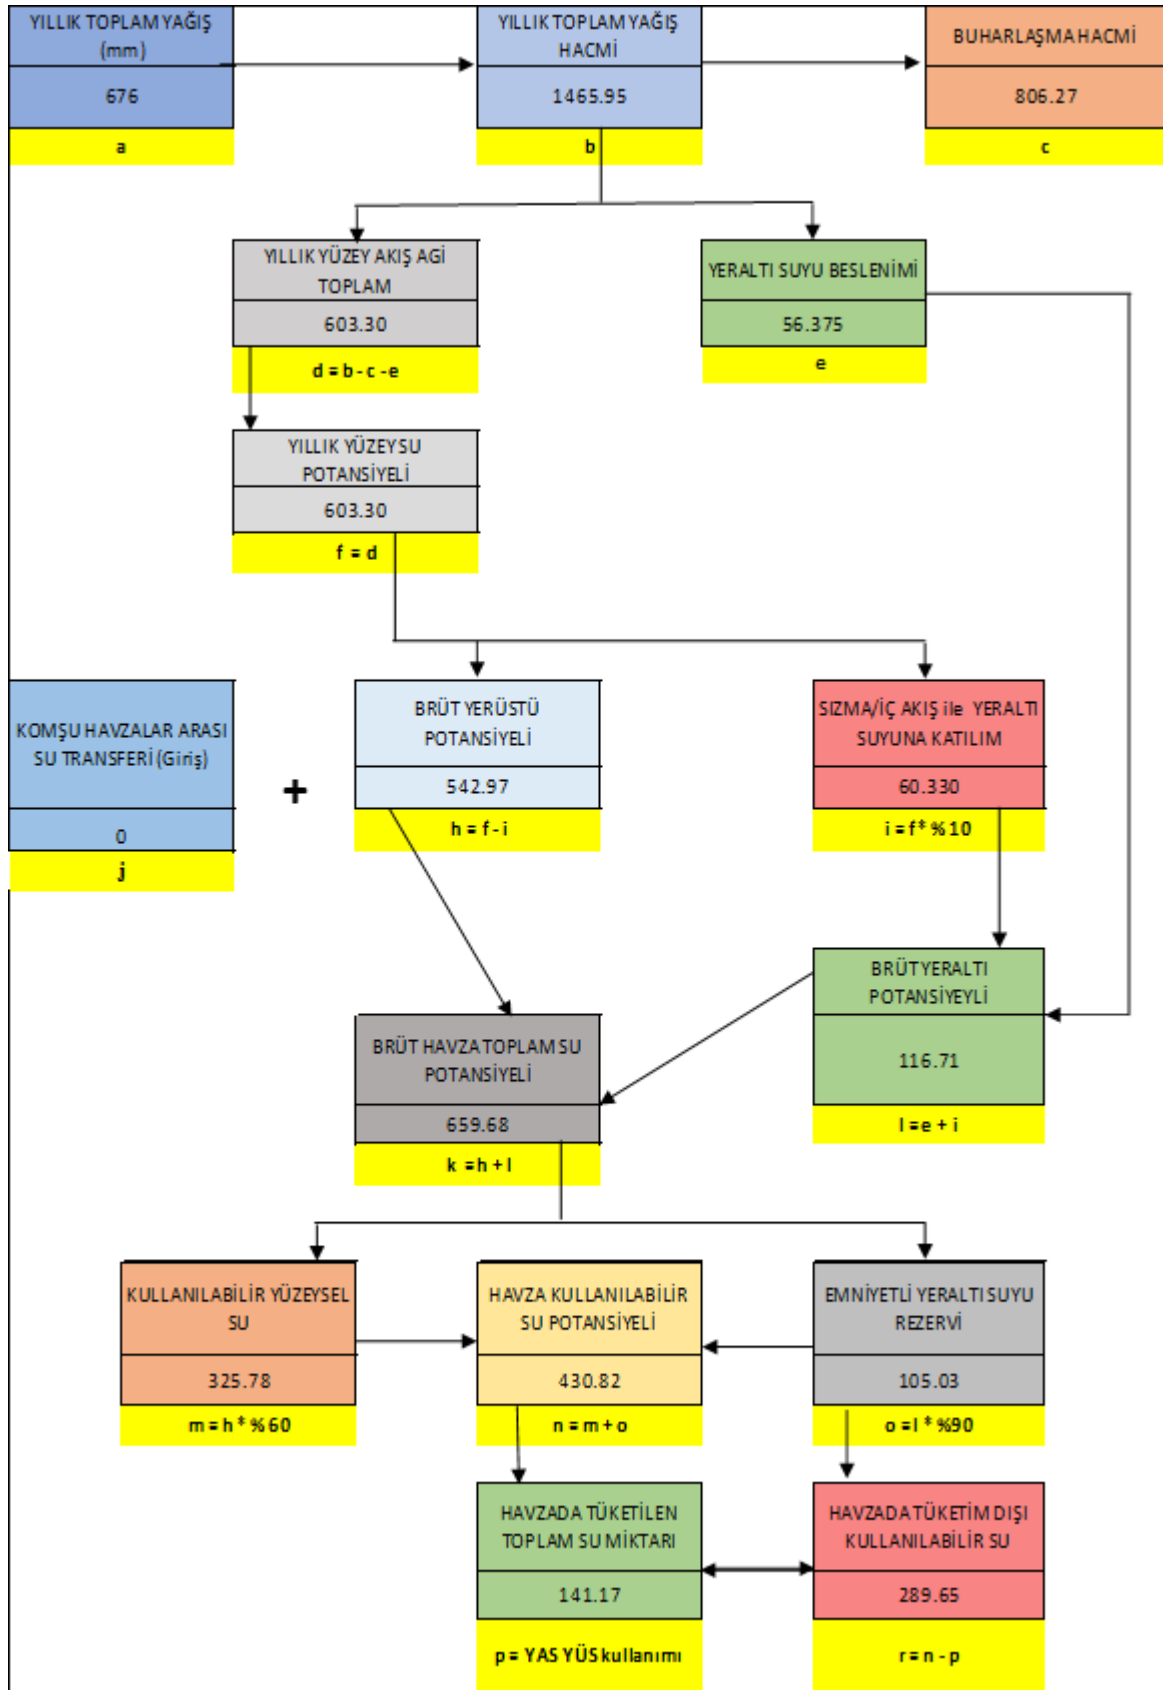 YILLIK TOPLAM YAĞIŞ
(mm)
676
a
YILLIK TOPLAM YAĞIŞ
HACMİ
1465.95
b
BUHARLAŞMA HACMİ
806.27
c
YILLIK YÜZEY AKIŞ AGİ
TOPLAM
603.30
d = b - c - e
YERALTI SUYU BESLENİMİ
56.375
e
YILLIK YÜZEY SU
POTANSİYELİ
603.30
f = d
KOMŞU HAVZALAR ARASI
SU TRANSFERİ (Giriş)
0
j
+
BRÜT YERÜSTÜ
POTANSİYELİ
542.97
h = f - i
SIZMA/İÇ AKIŞ ile YERALTI
SUYUNA KATILIM
60.330
i = f* %10
BRÜT YERALTI
POTANSİYEYLİ
116.71
l = e + i
BRÜT HAVZA TOPLAM SU
POTANSİYELİ
659.68
k = h + l
KULLANILABİLİR YÜZEYSEL
SU
325.78
m = h * %60
HAVZA KULLANILABİLİR
SU POTANSİYELİ
430.82
n = m + o
EMNİYETLİ YERALTI SUYU
REZERVİ
105.03
o = l * %90
HAVZADA TÜKETİLEN
TOPLAM SU MİKTARI
141.17
p = YAS YÜS kullanımı
HAVZADA TÜKETİM DIŞI
KULLANILABİLİR SU
289.65
r = n - p